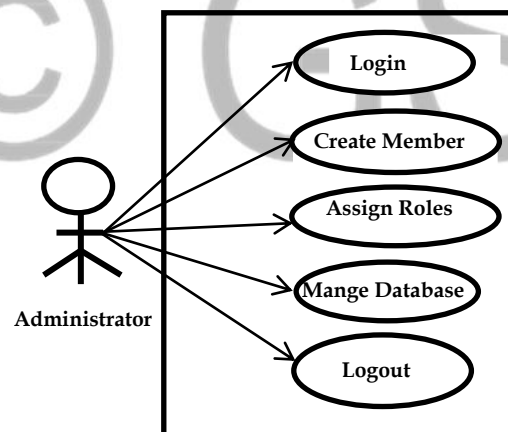 Login
Create Member
Assign Roles
Mange Database
Administrator
Logout